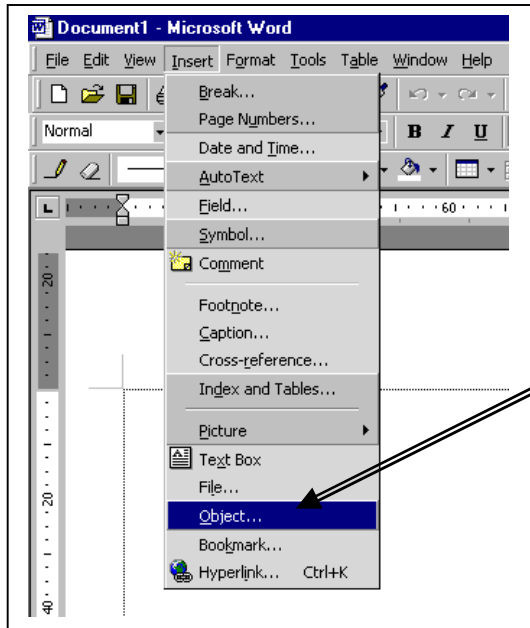 Document1 - Microsoft Word
File Edit View Insert Format Tools Table Window Help
Normal B I U
Break...
Page Numbers...
Date and Time...
AutoText
Field...
Symbol...
Comment
Footnote...
Caption...
Cross-reference...
Index and Tables...
Picture
Text Box
File...
Object...
Bookmark...
Hyperlink... Ctrl+K
60
20
20
40